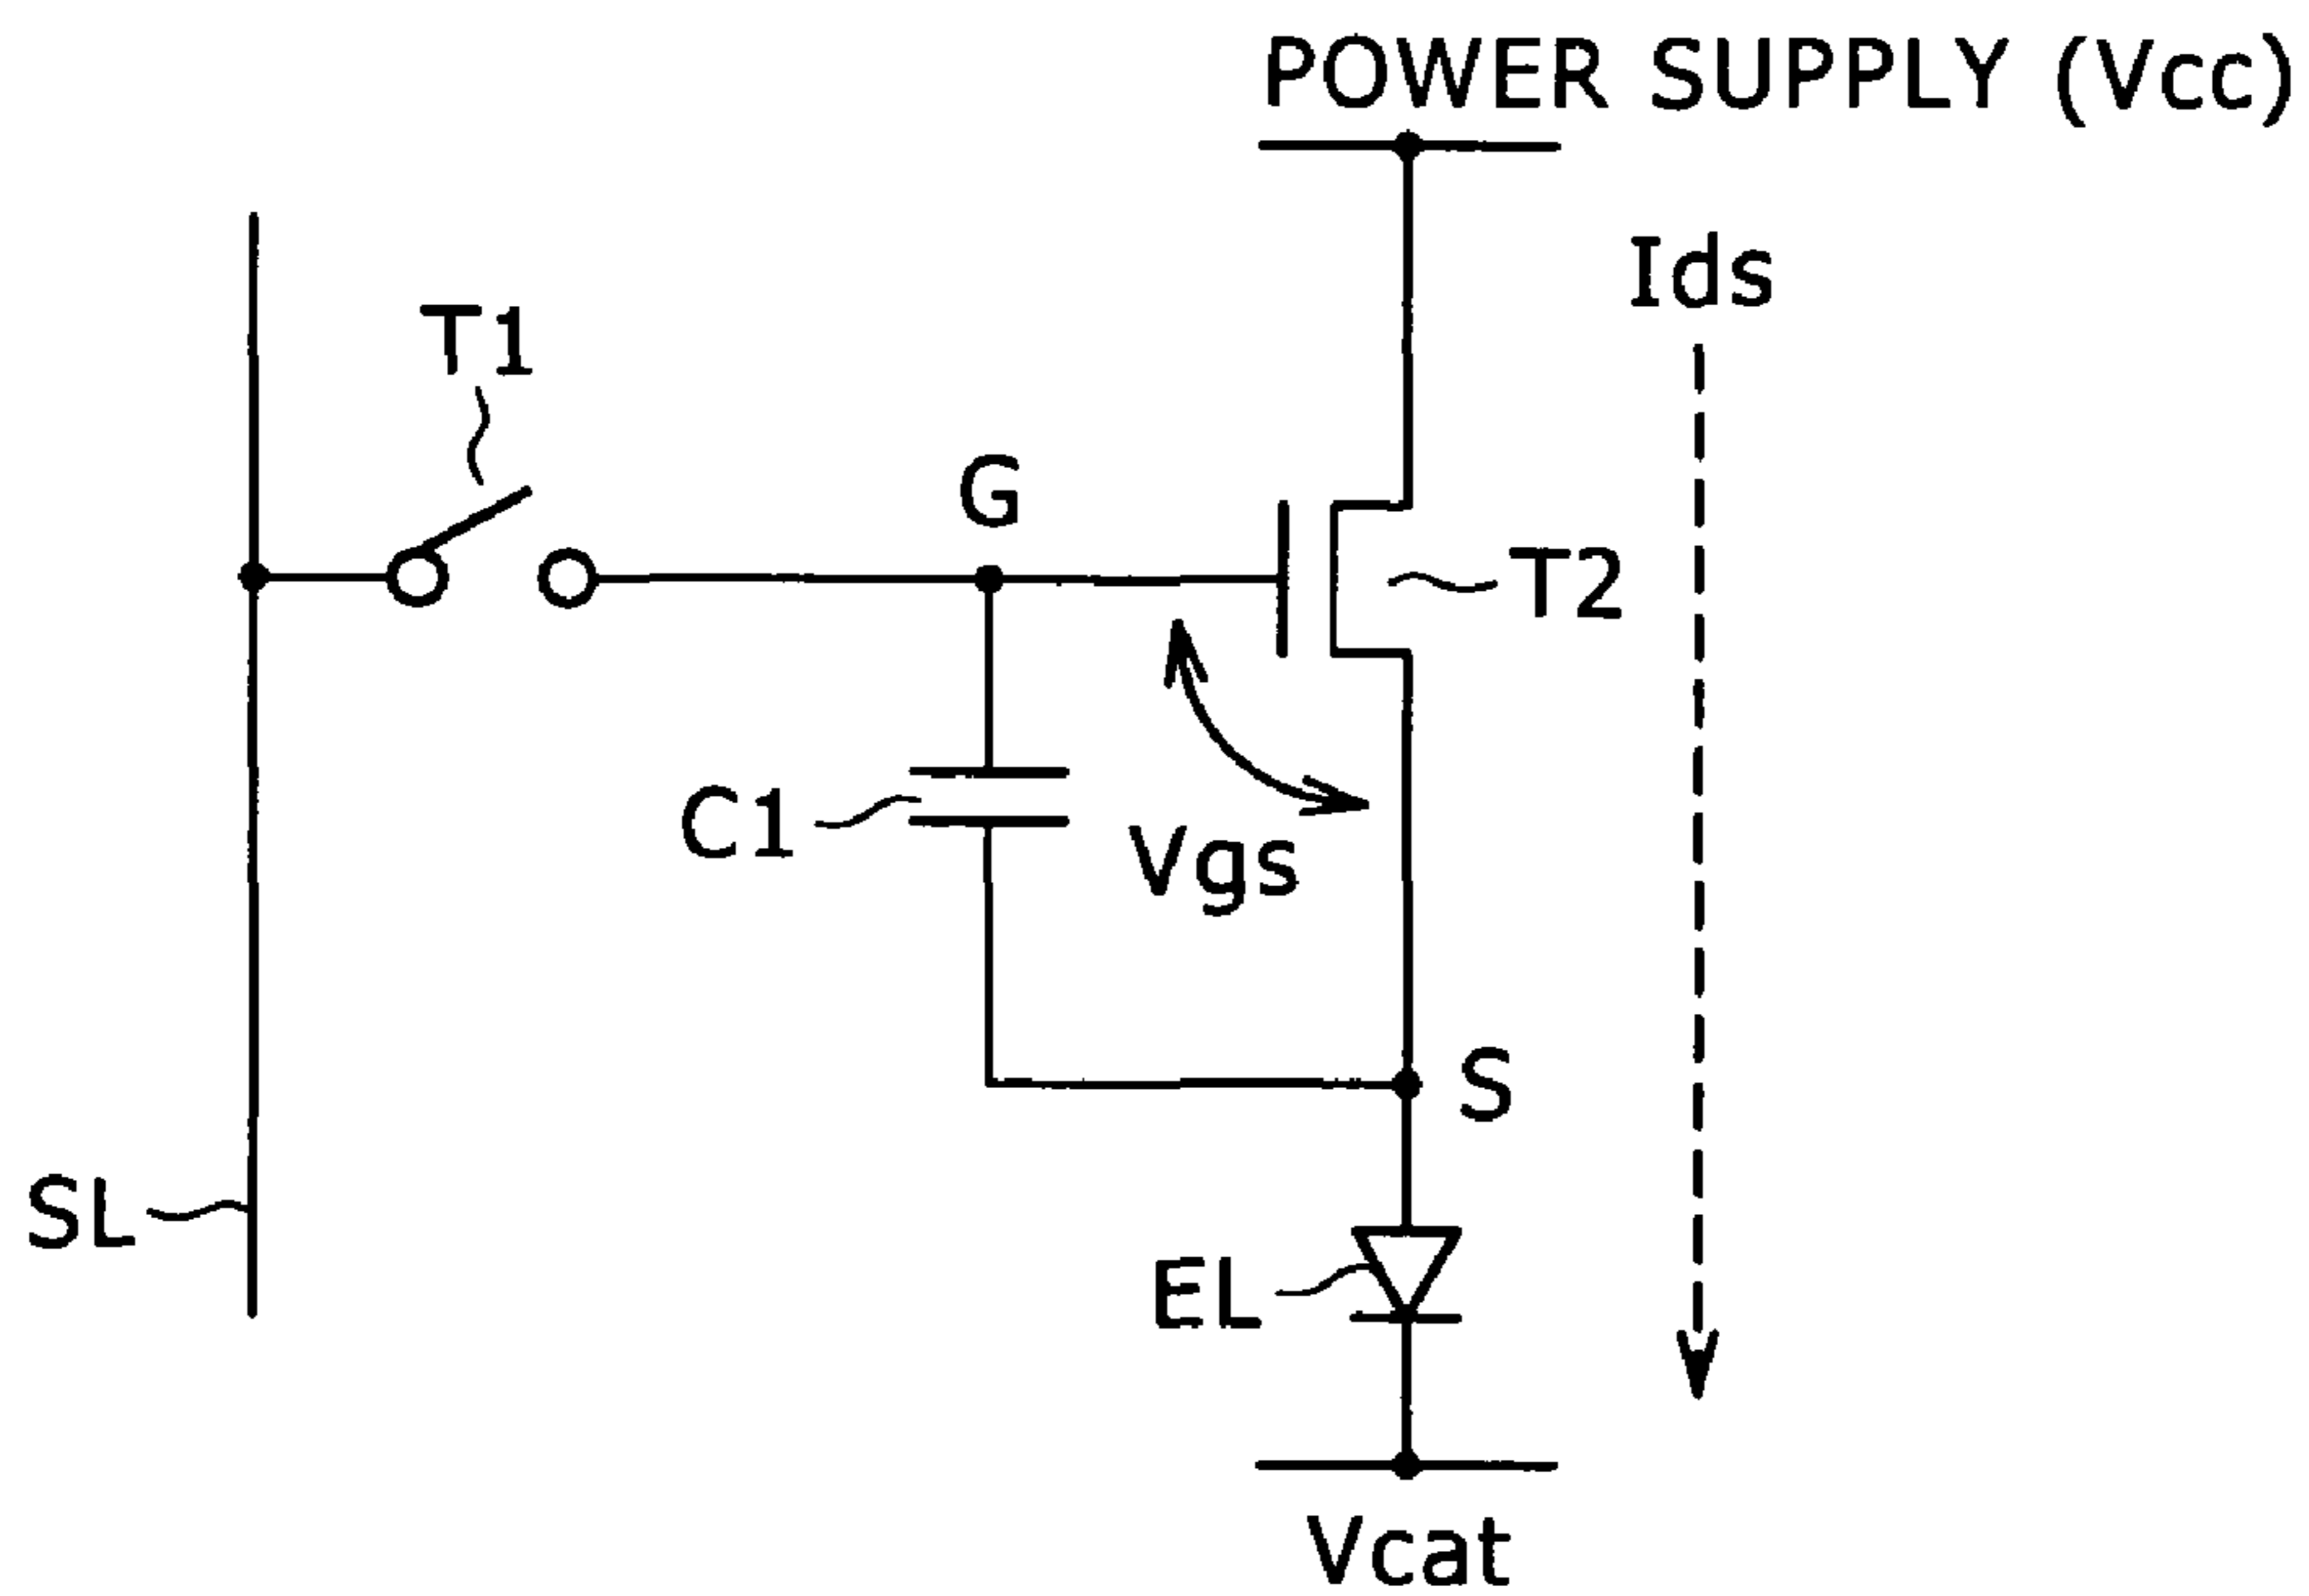 POWER SUPPLY (Vcc)
Ids
T1
G
T2
C1
Vgs
S
SL
EL
Vcat